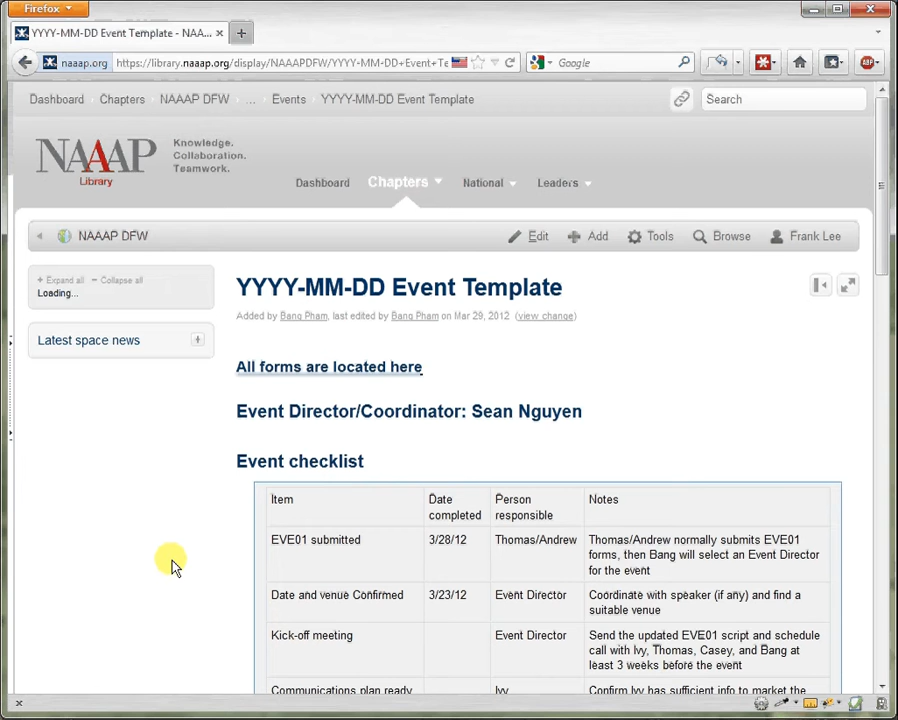 Firefox
YYYY-MM-DD Event Template - NAA...
naaap.org https://library.naaap.org/display/NAAAPDFW/YYYY-MM-DD+Event+Te
Google
ABP
Dashboard Chapters NAAAP DFW ... Events YYYY-MM-DD Event Template
Search
NAAAP
Library
Knowledge.
Collaboration.
Teamwork.
Dashboard Chapters National Leaders
NAAAP DFW
Edit Add Tools Browse Frank Lee
Expand all Collapse all
Loading...
Latest space news
YYYY-MM-DD Event Template
Added by Bang Pham, last edited by Bang Pham on Mar 29, 2012 (view change)
All forms are located here
Event Director/Coordinator: Sean Nguyen
Event checklist
Item
Date
completed
Person
responsible
Notes
EVE01 submitted
3/28/12
Thomas/Andrew
Thomas/Andrew normally submits EVE01
forms, then Bang will select an Event Director
for the event
Date and venue Confirmed
3/23/12
Event Director
Coordinate with speaker (if any) and find a
suitable venue
Kick-off meeting
Event Director
Send the updated EVE01 script and schedule
call with Ivy, Thomas, Casey, and Bang at
least 3 weeks before the event
Communications plan ready
Ivy
Confirm Ivy has sufficient info to market the